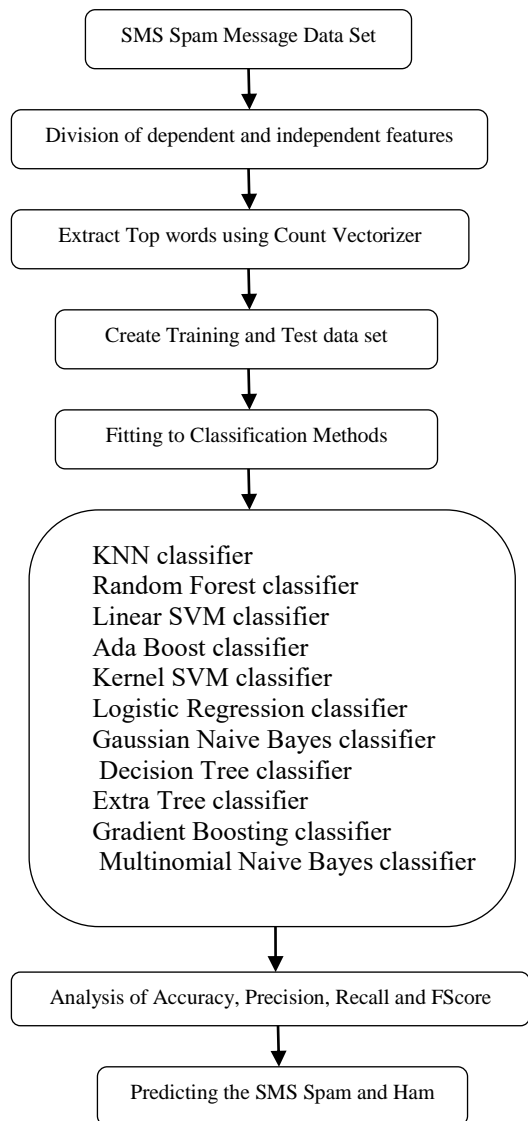 SMS Spam Message Data Set
Division of dependent and independent features
Extract Top words using Count Vectorizer
Create Training and Test data set
Fitting to Classification Methods
KNN classifier
Random Forest classifier
Linear SVM classifier
Ada Boost classifier
Kernel SVM classifier
Logistic Regression classifier
Gaussian Naive Bayes classifier
Decision Tree classifier
Extra Tree classifier
Gradient Boosting classifier
Multinomial Naive Bayes classifier
Analysis of Accuracy, Precision, Recall and FScore
Predicting the SMS Spam and Ham